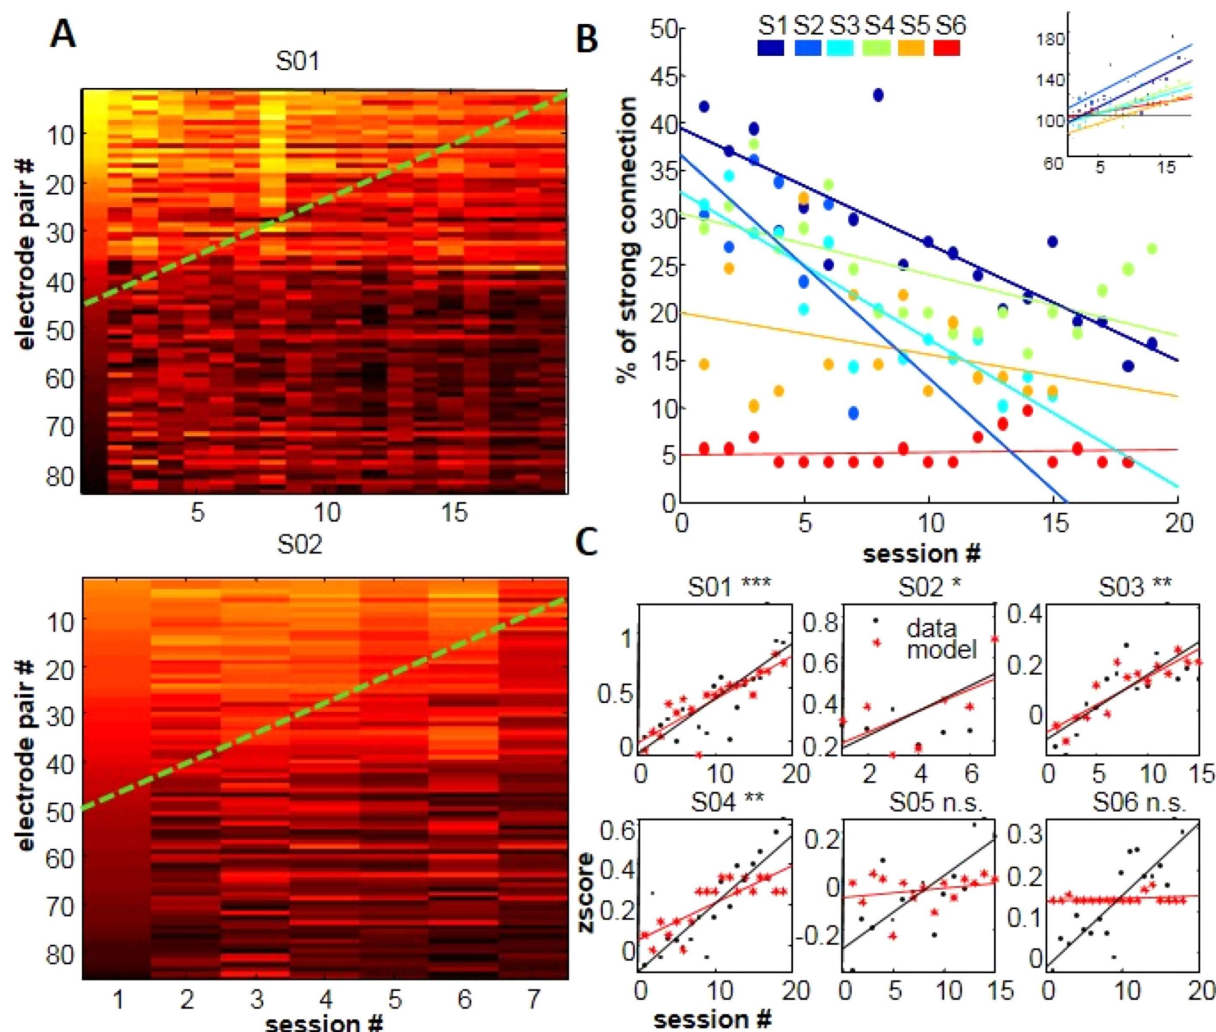 A
S01
electrode pair #
10
20
30
40
50
60
70
80
5 10 15
S02
electrode pair #
10
20
30
40
50
60
70
80
1 2 3 4 5 6 7
session #
B
S1 S2 S3 S4 S5 S6
% of strong connection
50
45
40
35
30
25
20
15
10
5
0
0 5 10 15 20
session #
180
140
100
60
5 15
C
S01 ***
1
0.5
0
0 10 20
S02 *
data
model
0.8
0.6
0.4
0.2
2 4 6
S03 **
0.4
0.2
0
0 5 10 15
S04 **
zscore
0.6
0.4
0.2
0
0 10 20
session #
S05 n.s.
0.2
0
-0.2
0 5 10 15
S06 n.s.
0.3
0.2
0.1
0
0 10 20